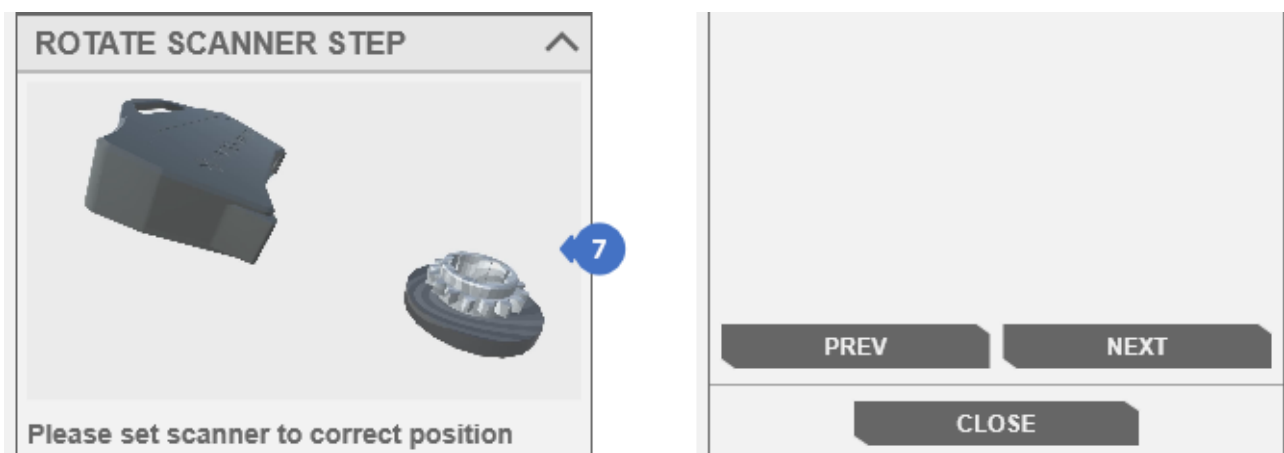 ROTATE SCANNER STEP
7
Please set scanner to correct position
PREV
NEXT
CLOSE